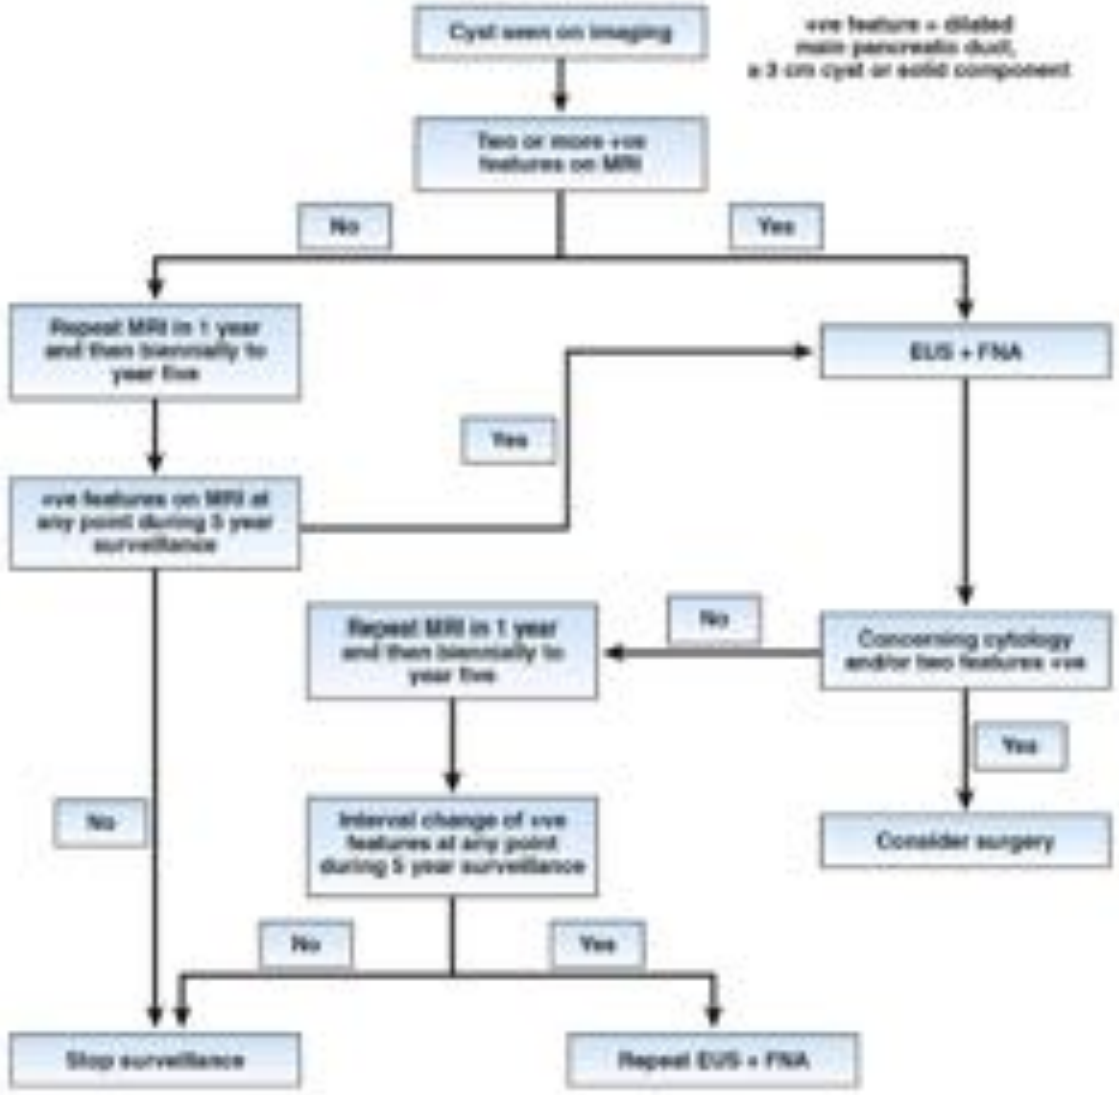 Cyst seen on imaging
+ve feature = dilated
main pancreatic duct,
≥ 3 cm cyst or solid component
Two or more +ve
features on MRI
No
Yes
Repeat MRI in 1 year
and then biennially to
year five
EUS + FNA
Yes
+ve features on MRI at
any point during 5 year
surveillance
Repeat MRI in 1 year
and then biennially to
year five
No
Concerning cytology
and/or two features +ve
Yes
No
Interval change of +ve
features at any point
during 5 year surveillance
Consider surgery
No
Yes
Stop surveillance
Repeat EUS + FNA